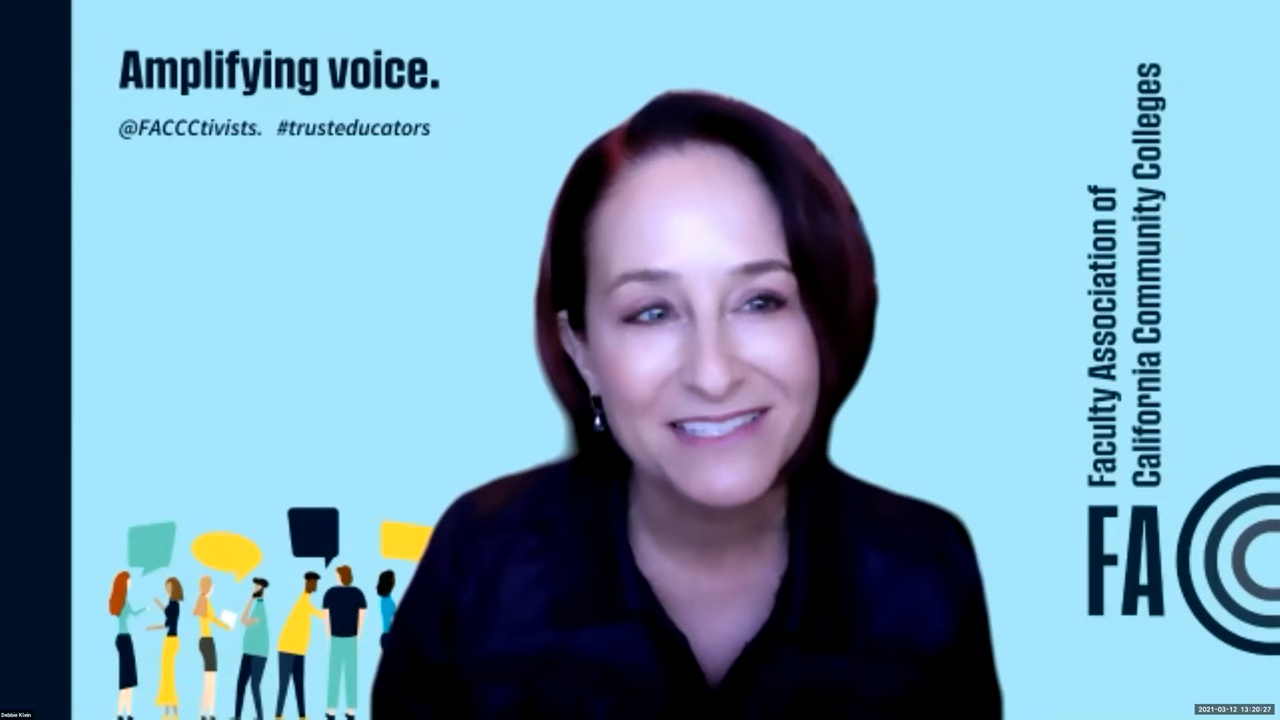 Amplifying voice.
@FACCCtivists. #trusteducators
Faculty Association of
California Community Colleges
FA
Debbie Klein
2021-03-12 13:20:27